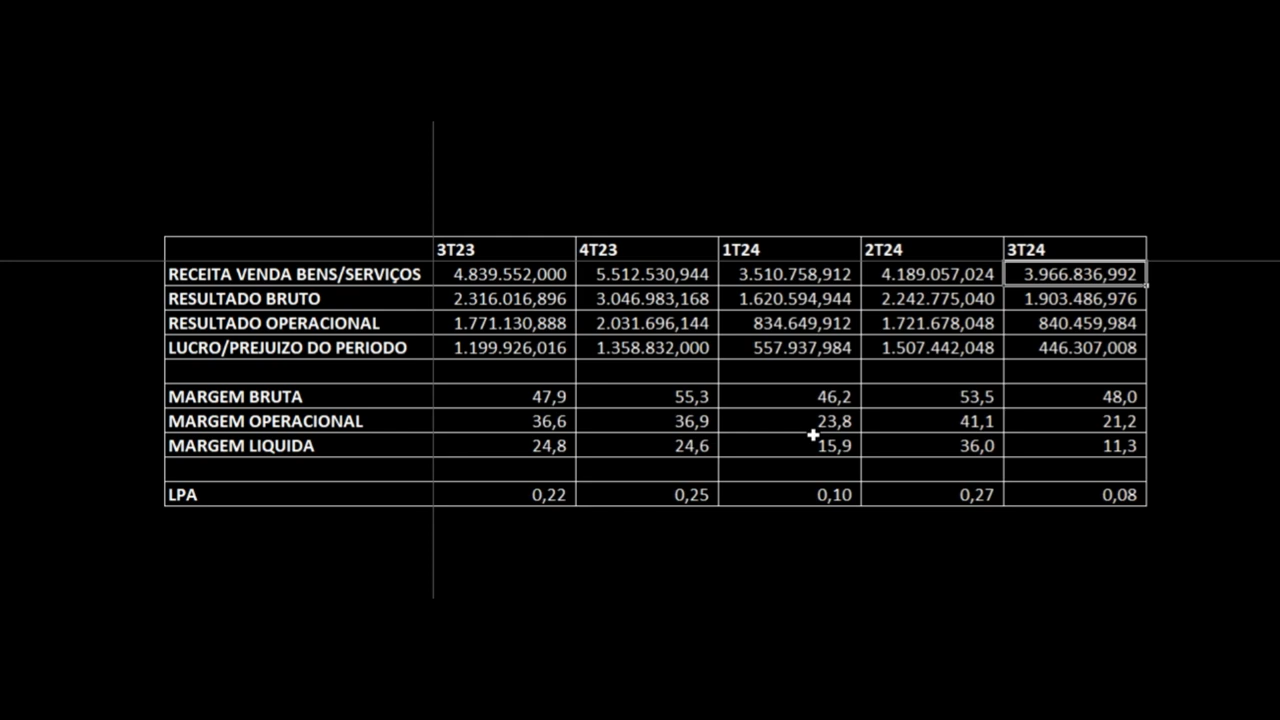 3T23 4T23 1T24 2T24 3T24
RECEITA VENDA BENS/SERVIÇOS 4.839.552,000 5.512.530,944 3.510.758,912 4.189.057,024 3.966.836,992
RESULTADO BRUTO 2.316.016,896 3.046.983,168 1.620.594,944 2.242.775,040 1.903.486,976
RESULTADO OPERACIONAL 1.771.130,888 2.031.696,144 834.649,912 1.721.678,048 840.459,984
LUCRO/PREJUIZO DO PERIODO 1.199.926,016 1.358.832,000 557.937,984 1.507.442,048 446.307,008
MARGEM BRUTA 47,9 55,3 46,2 53,5 48,0
MARGEM OPERACIONAL 36,6 36,9 23,8 41,1 21,2
MARGEM LIQUIDA 24,8 24,6 15,9 36,0 11,3
LPA 0,22 0,25 0,10 0,27 0,08